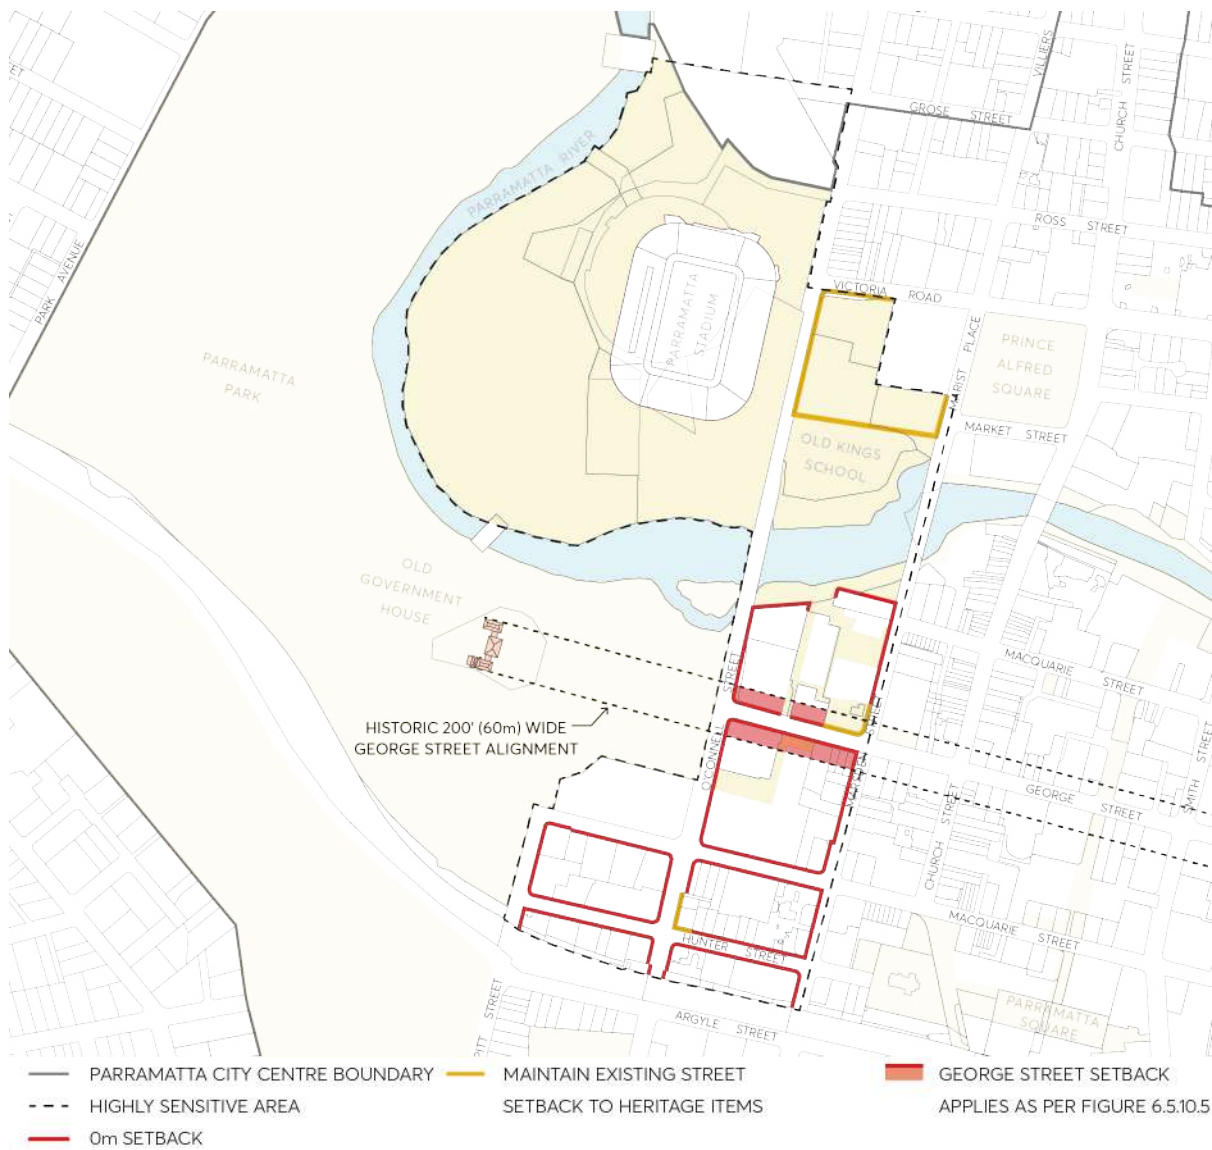 VILLIERS
CHURCH STREET
GROSE STREET
PARRAMATTA RIVER
ROSS STREET
PARK AVENUE
VICTORIA ROAD
PARRAMATTA
STADIUM
PRINCE
ALFRED
SQUARE
MARIST PLACE
PARRAMATTA
PARK
MARKET STREET
OLD KINGS
SCHOOL
OLD
GOVERNMENT
HOUSE
MACQUARIE STREET
O'CONNELL STREET
STREET
HISTORIC 200' (60m) WIDE
GEORGE STREET ALIGNMENT
GEORGE STREET
SMITH STREET
CHURCH STREET
MACQUARIE STREET
HUNTER STREET
PARRAMATTA
SQUARE
ARGYLE STREET
STREET
PARRAMATTA CITY CENTRE BOUNDARY
HIGHLY SENSITIVE AREA
0m SETBACK
MAINTAIN EXISTING STREET
SETBACK TO HERITAGE ITEMS
GEORGE STREET SETBACK
APPLIES AS PER FIGURE 6.5.10.5